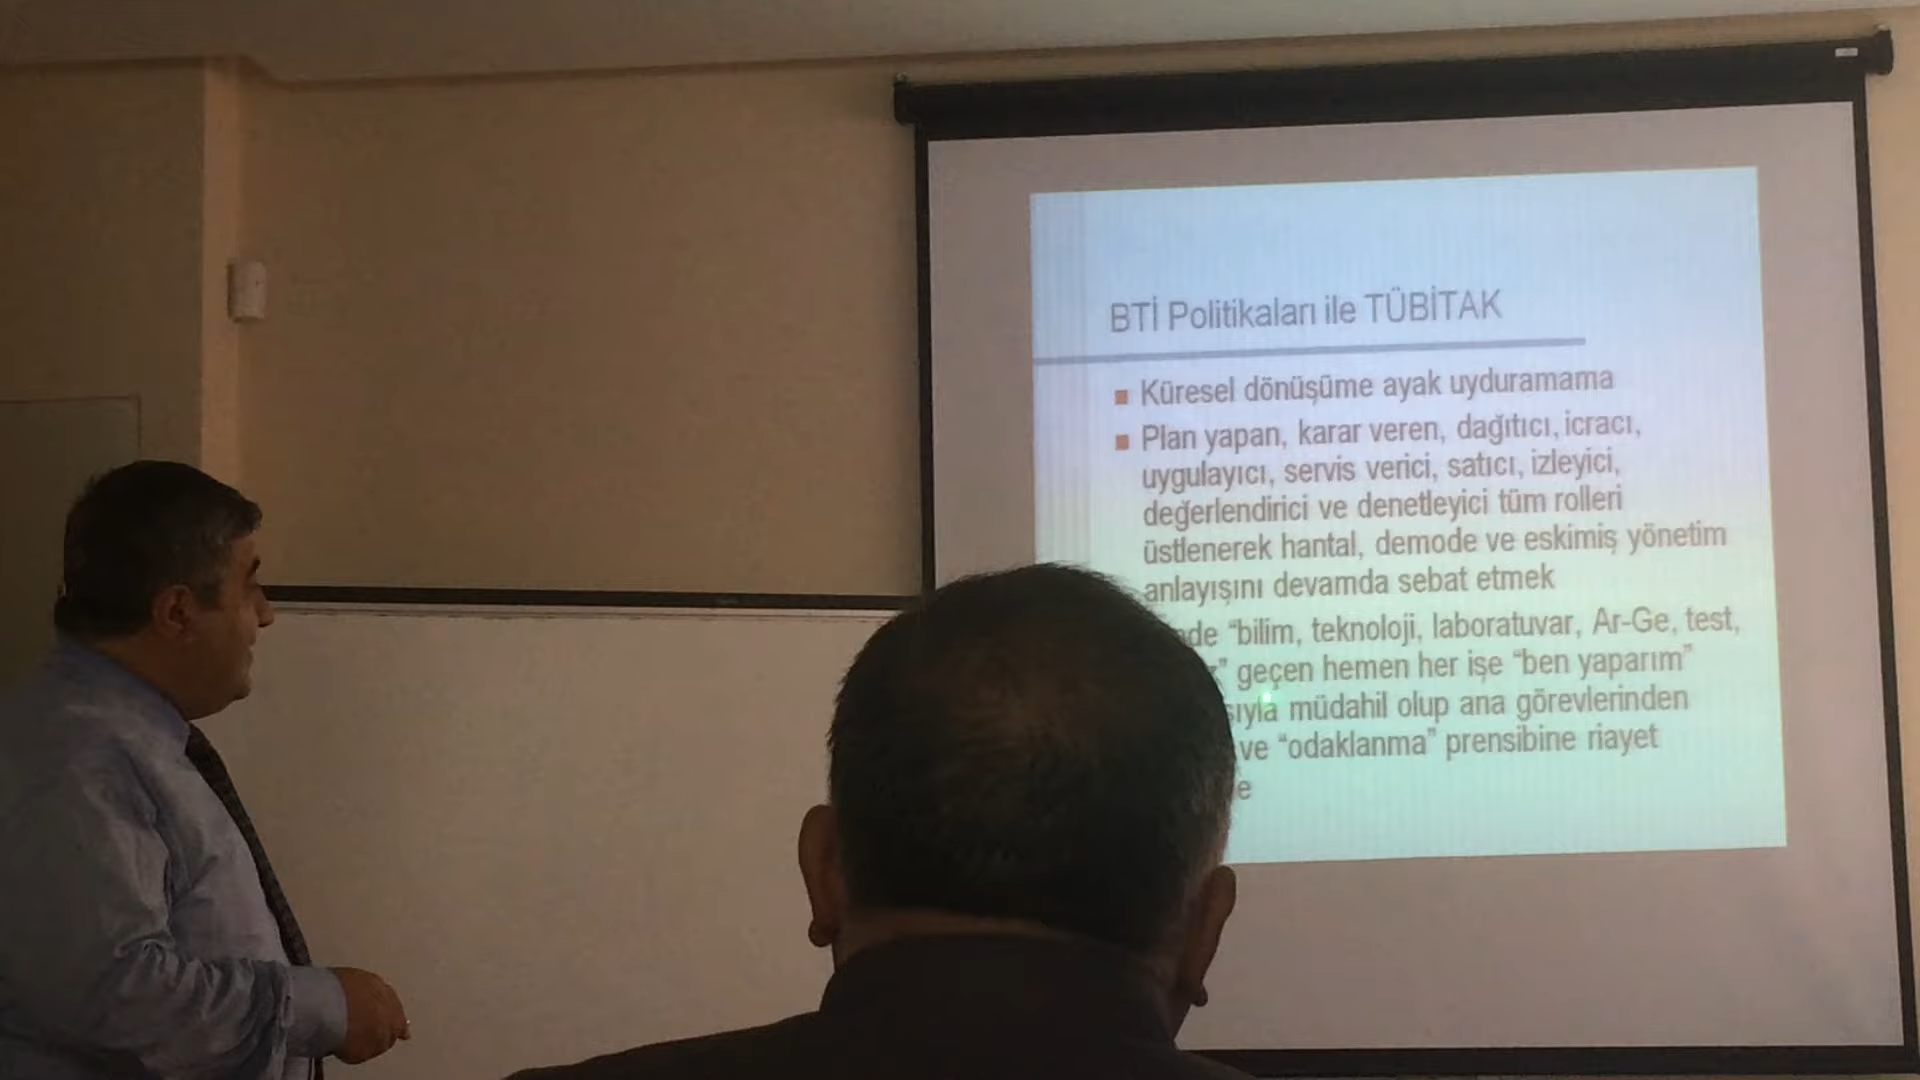 BTİ Politikaları ile TÜBİTAK
Küresel dönüşüme ayak uyduramama
Plan yapan, karar veren, dağıtıcı, icracı,
uygulayıcı, servis verici, satıcı, izleyici,
değerlendirici ve denetleyici tüm rolleri
üstlenerek hantal, demode ve eskimiş yönetim
anlayışını devamda sebat etmek
"bilim, teknoloji, laboratuvar, Ar-Ge, test,
geçen hemen her işe "ben yaparım"
müdahil olup ana görevlerinden
ve "odaklanma" prensibine riayet